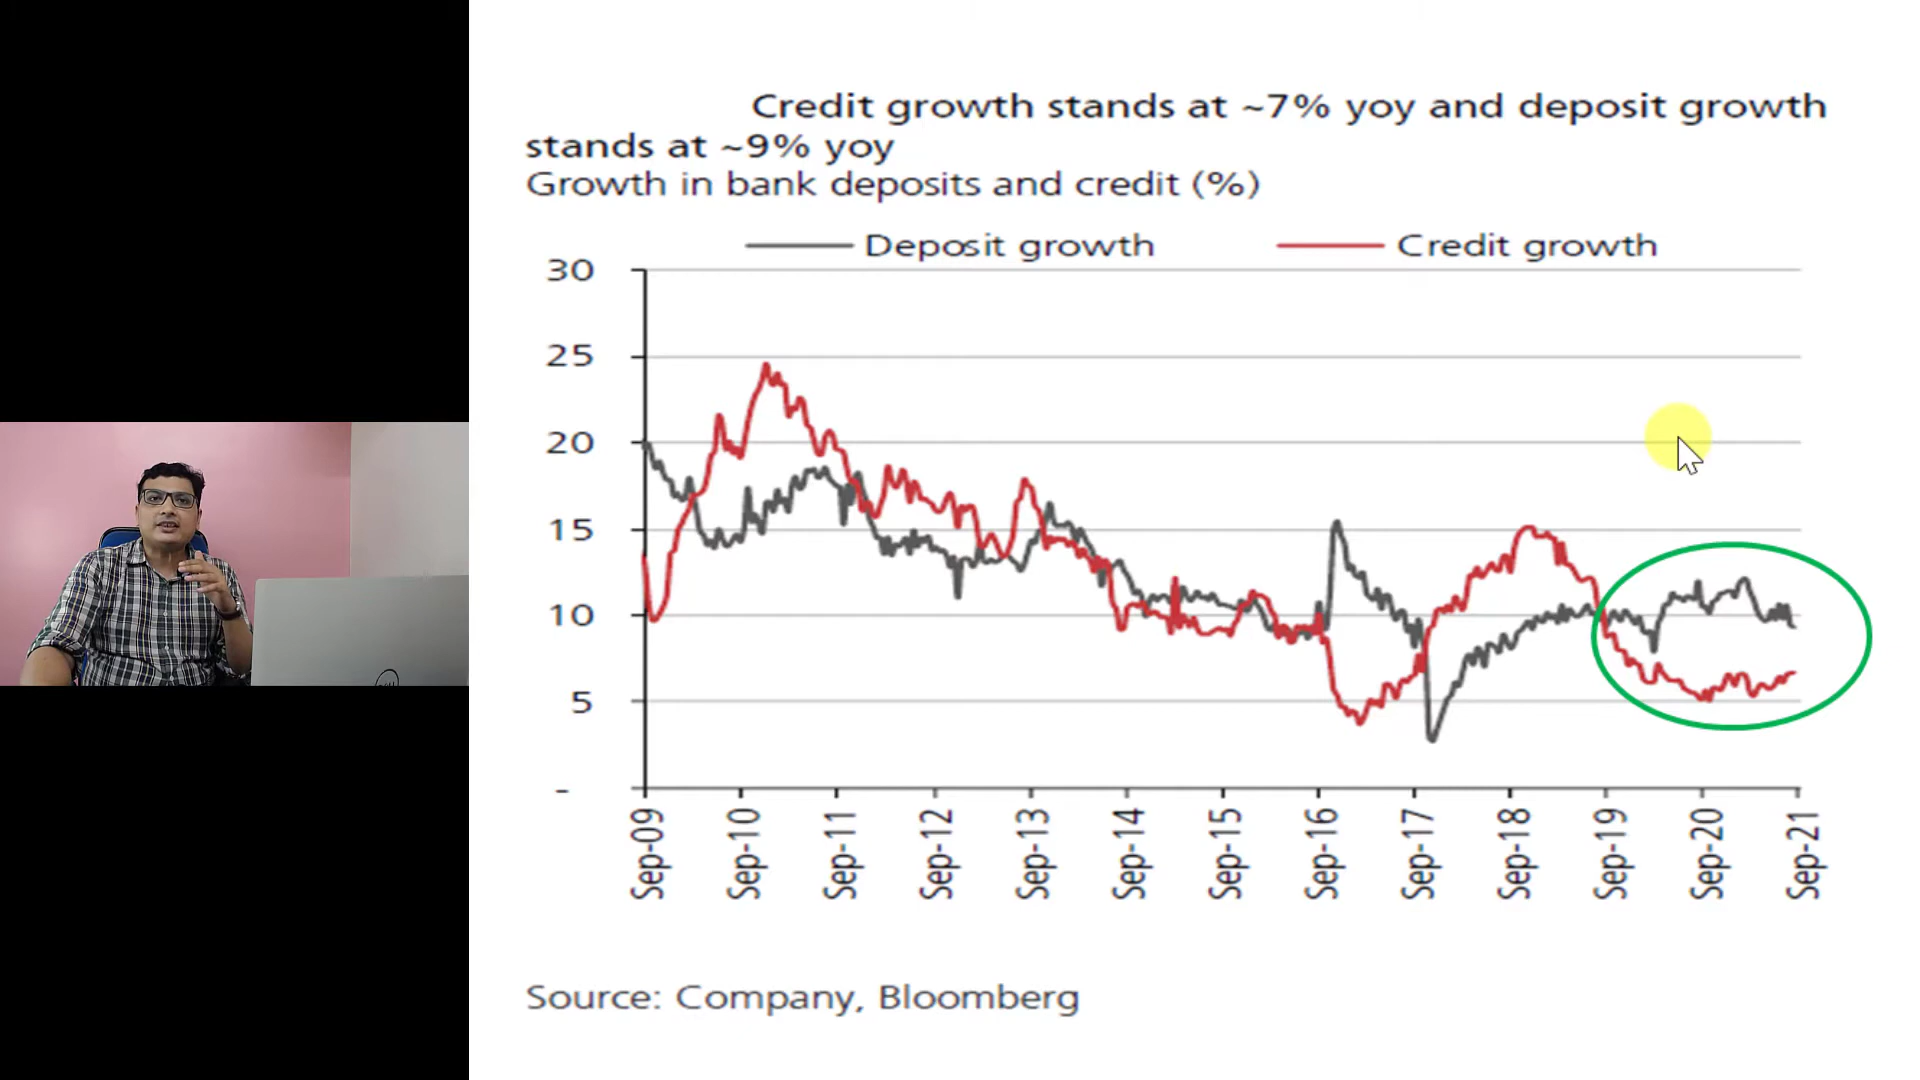 Credit growth stands at ~7% yoy and deposit growth
stands at ~9% yoy
Growth in bank deposits and credit (%)
Deposit growth
Credit growth
30
25
20
15
10
5
-
Sep-09
Sep-10
Sep-11
Sep-12
Sep-13
Sep-14
Sep-15
Sep-16
Sep-17
Sep-18
Sep-19
Sep-20
Sep-21
Source: Company, Bloomberg